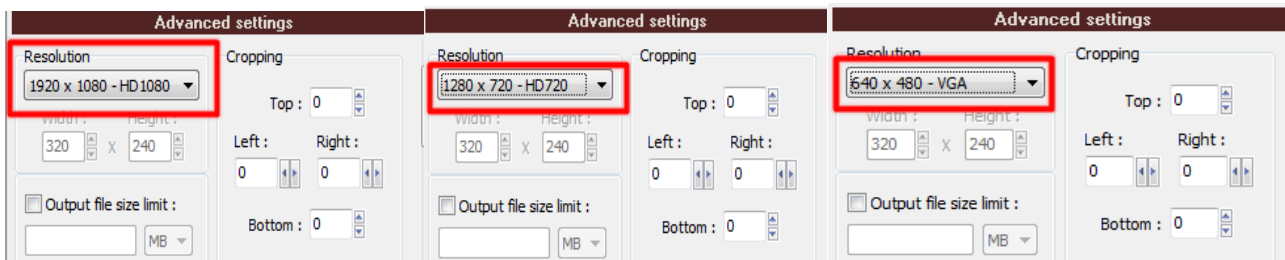 Advanced settings
Resolution
Cropping
1920 x 1080 - HD1080
Top : 0
Width :
Height :
320 X 240
Left :
Right :
0
0
Output file size limit :
Bottom : 0
MB
Advanced settings
Resolution
Cropping
1280 x 720 - HD720
Top : 0
Width :
Height :
320 X 240
Left :
Right :
0
0
Output file size limit :
Bottom : 0
MB
Advanced settings
Resolution
Cropping
640 x 480 - VGA
Top : 0
Width :
Height :
320 X 240
Left :
Right :
0
0
Output file size limit :
Bottom : 0
MB